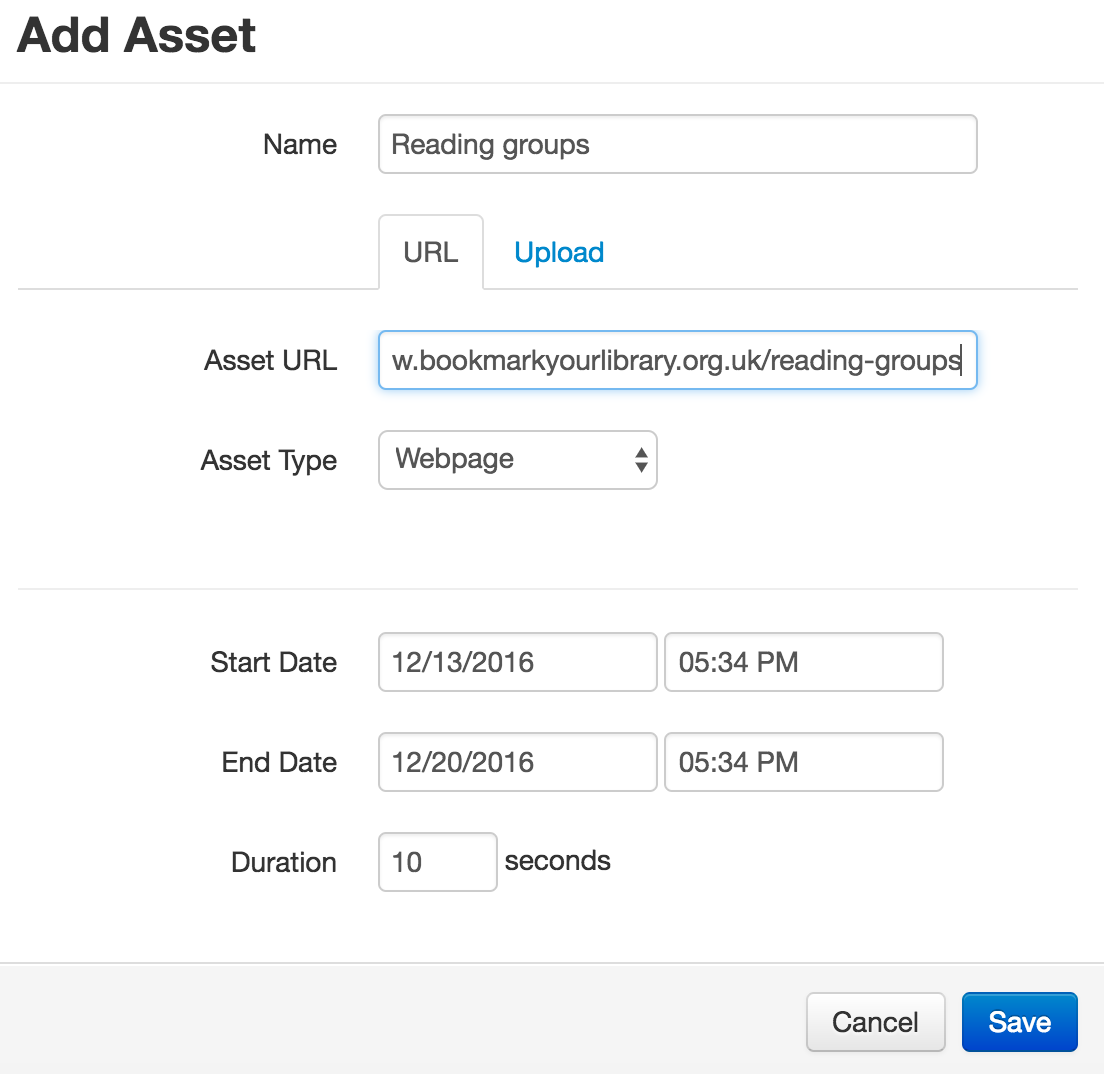 Add Asset
Name Reading groups
URL Upload
Asset URL w.bookmarkyourlibrary.org.uk/reading-groups
Asset Type Webpage
Start Date 12/13/2016 05:34 PM
End Date 12/20/2016 05:34 PM
Duration 10 seconds
Cancel Save